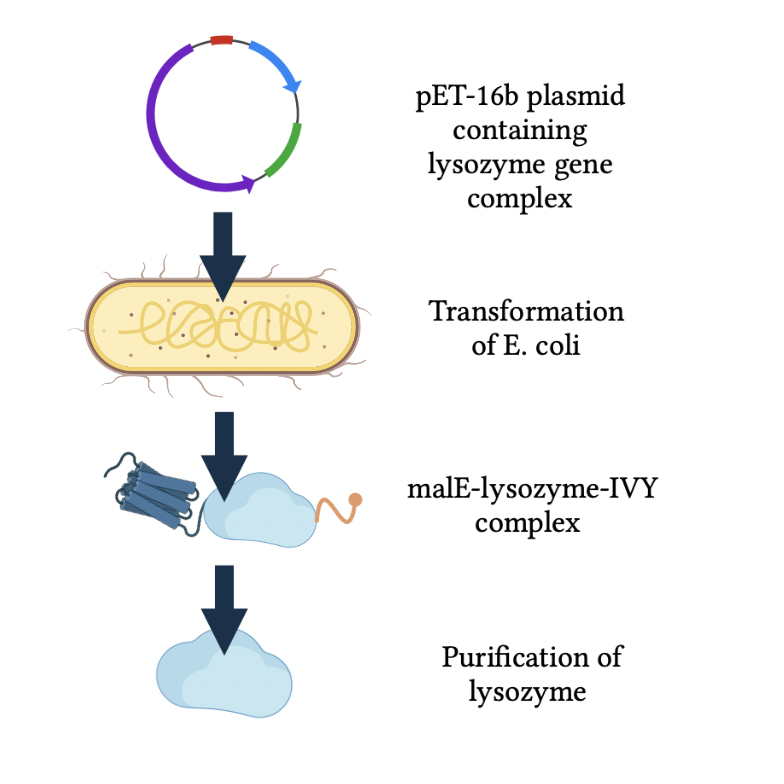 pET-16b plasmid
containing
lysozyme gene
complex
Transformation
of E. coli
malE-lysozyme-IVY
complex
Purification of
lysozyme